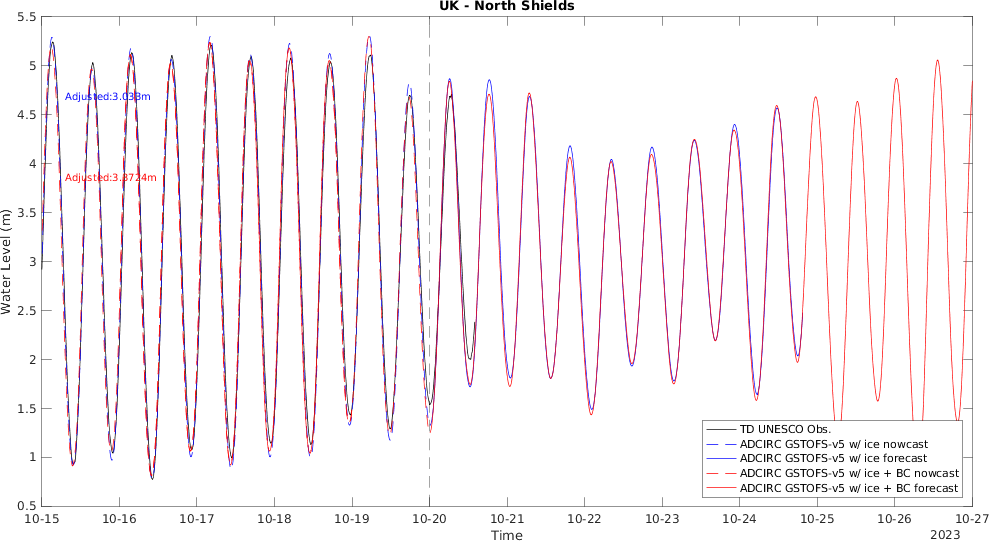 UK - North Shields
5.5
5
4.5
4
3.5
3
2.5
2
1.5
1
0.5
Water Level (m)
Adjusted:3.033m
Adjusted:3.3724m
TD UNESCO Obs.
ADCIRC GSTOFS-v5 w/ ice nowcast
ADCIRC GSTOFS-v5 w/ ice forecast
ADCIRC GSTOFS-v5 w/ ice + BC nowcast
ADCIRC GSTOFS-v5 w/ ice + BC forecast
10-15 10-16 10-17 10-18 10-19 10-20 10-21 10-22 10-23 10-24 10-25 10-26 10-27
Time
2023